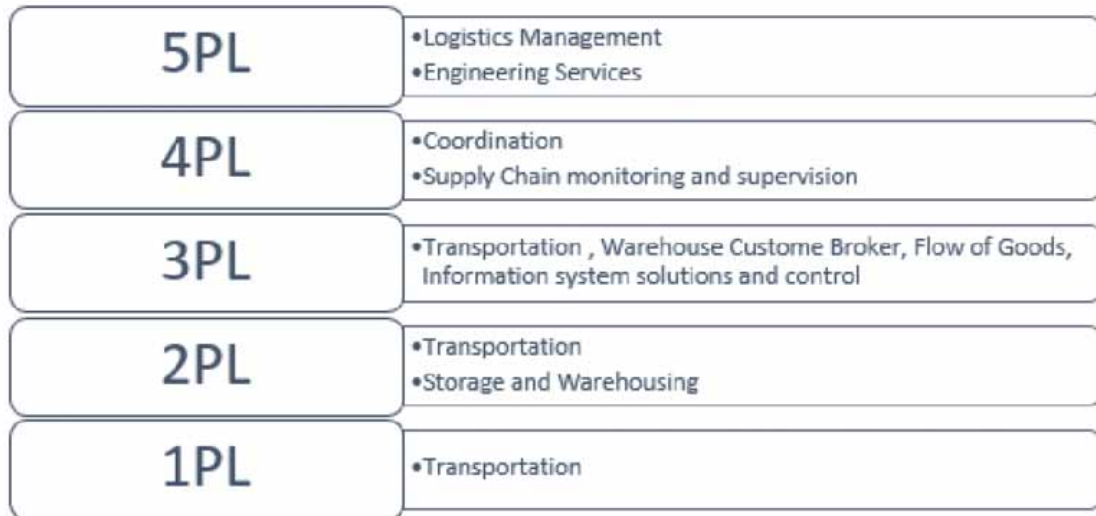 5PL
•Logistics Management
•Engineering Services
4PL
•Coordination
•Supply Chain monitoring and supervision
3PL
•Transportation , Warehouse Custome Broker, Flow of Goods,
Information system solutions and control
2PL
•Transportation
•Storage and Warehousing
1PL
•Transportation